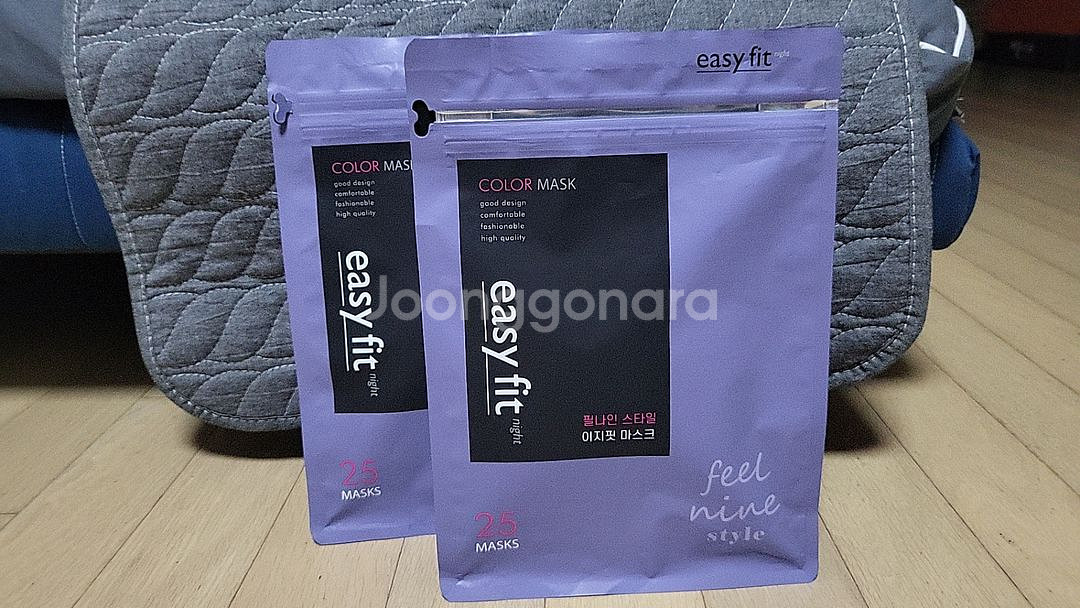 easy fit night
COLOR MASK
good design
comfortable
fashionable
high quality
easy fit night
25
MASKS
COLOR MASK
good design
comfortable
fashionable
high quality
easy fit night
필나인 스타일
이지핏 마스크
25
MASKS
feel
nine
style
Joonggonara